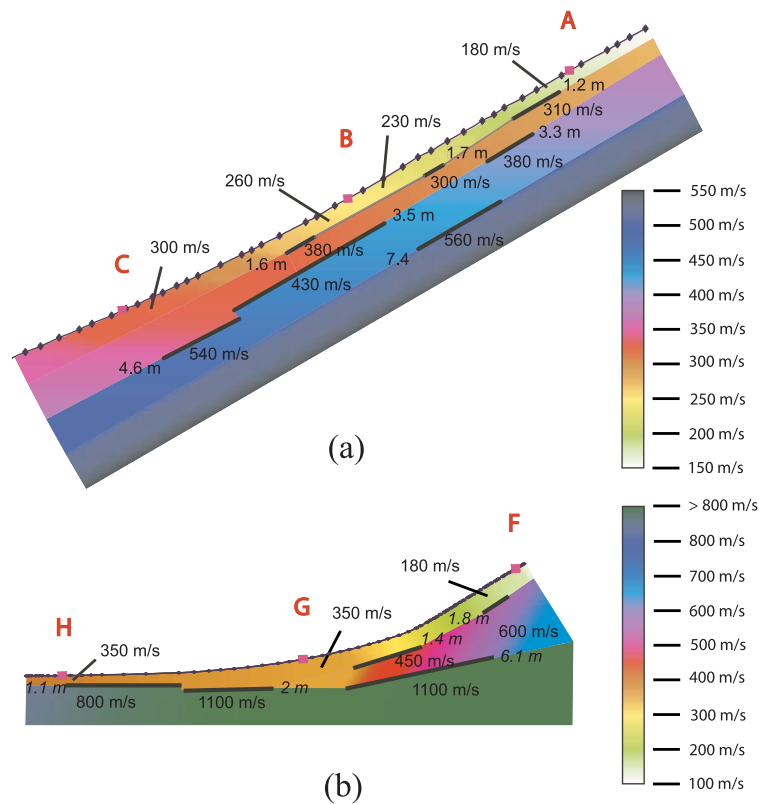 A
180 m/s
1.2 m
310 m/s
230 m/s
3.3 m
B
1.7 m
380 m/s
260 m/s
300 m/s
3.5 m
300 m/s
380 m/s
560 m/s
C
1.6 m
7.4
430 m/s
540 m/s
4.6 m
(a)
550 m/s
500 m/s
450 m/s
400 m/s
350 m/s
300 m/s
250 m/s
200 m/s
150 m/s
F
180 m/s
G
350 m/s
1.8 m
H
600 m/s
350 m/s
1.4 m
450 m/s
6.1 m
1.1 m
800 m/s
1100 m/s
2 m
1100 m/s
(b)
> 800 m/s
800 m/s
700 m/s
600 m/s
500 m/s
400 m/s
300 m/s
200 m/s
100 m/s